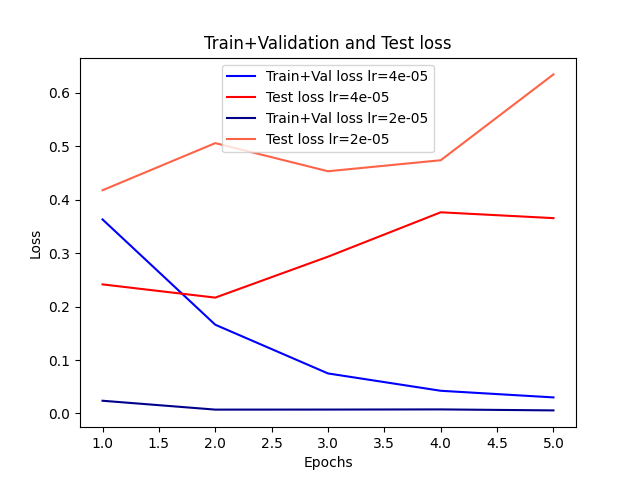 Train+Validation and Test loss
Train+Val loss lr=4e-05
Test loss lr=4e-05
Train+Val loss lr=2e-05
Test loss lr=2e-05
Loss
0.6
0.5
0.4
0.3
0.2
0.1
0.0
1.0 1.5 2.0 2.5 3.0 3.5 4.0 4.5 5.0
Epochs